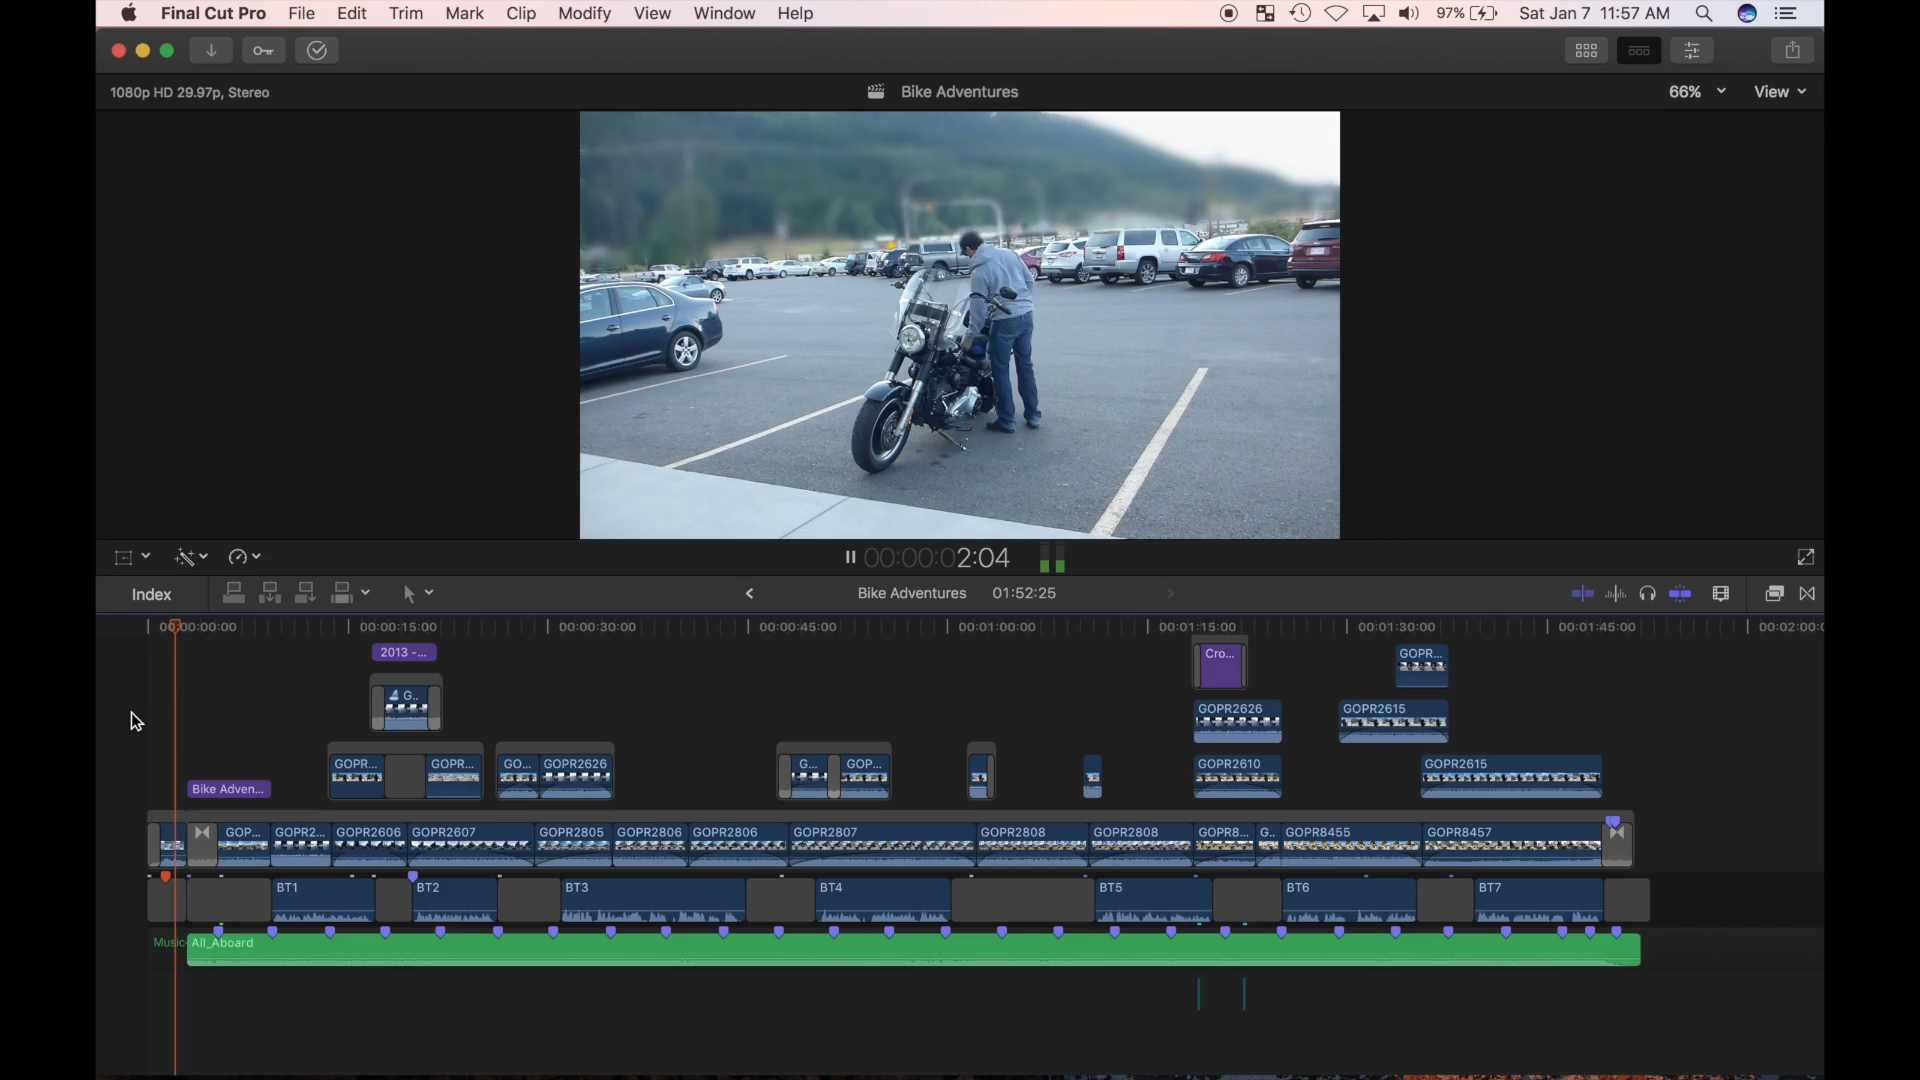 Final Cut Pro File Edit Trim Mark Clip Modify View Window Help 97% Sat Jan 7 11:57 AM
1080p HD 29.97p, Stereo Bike Adventures 66% View
00:00:02:04
Index Bike Adventures 01:52:25
00:00:00:00 00:00:15:00 00:00:30:00 00:00:45:00 00:01:00:00 00:01:15:00 00:01:30:00 00:01:45:00 00:02:00:0
2013 -... Cro... GOPR...
G..
GOPR2626 GOPR2615
GOPR... GOPR... GO... GOPR2626 G... GOP... GOPR2610 GOPR2615
Bike Adven...
GOP... GOPR2... GOPR2606 GOPR2607 GOPR2805 GOPR2806 GOPR2806 GOPR2807 GOPR2808 GOPR2808 GOPR8... G.. GOPR8455 GOPR8457
BT1 BT2 BT3 BT4 BT5 BT6 BT7
Music All_Aboard